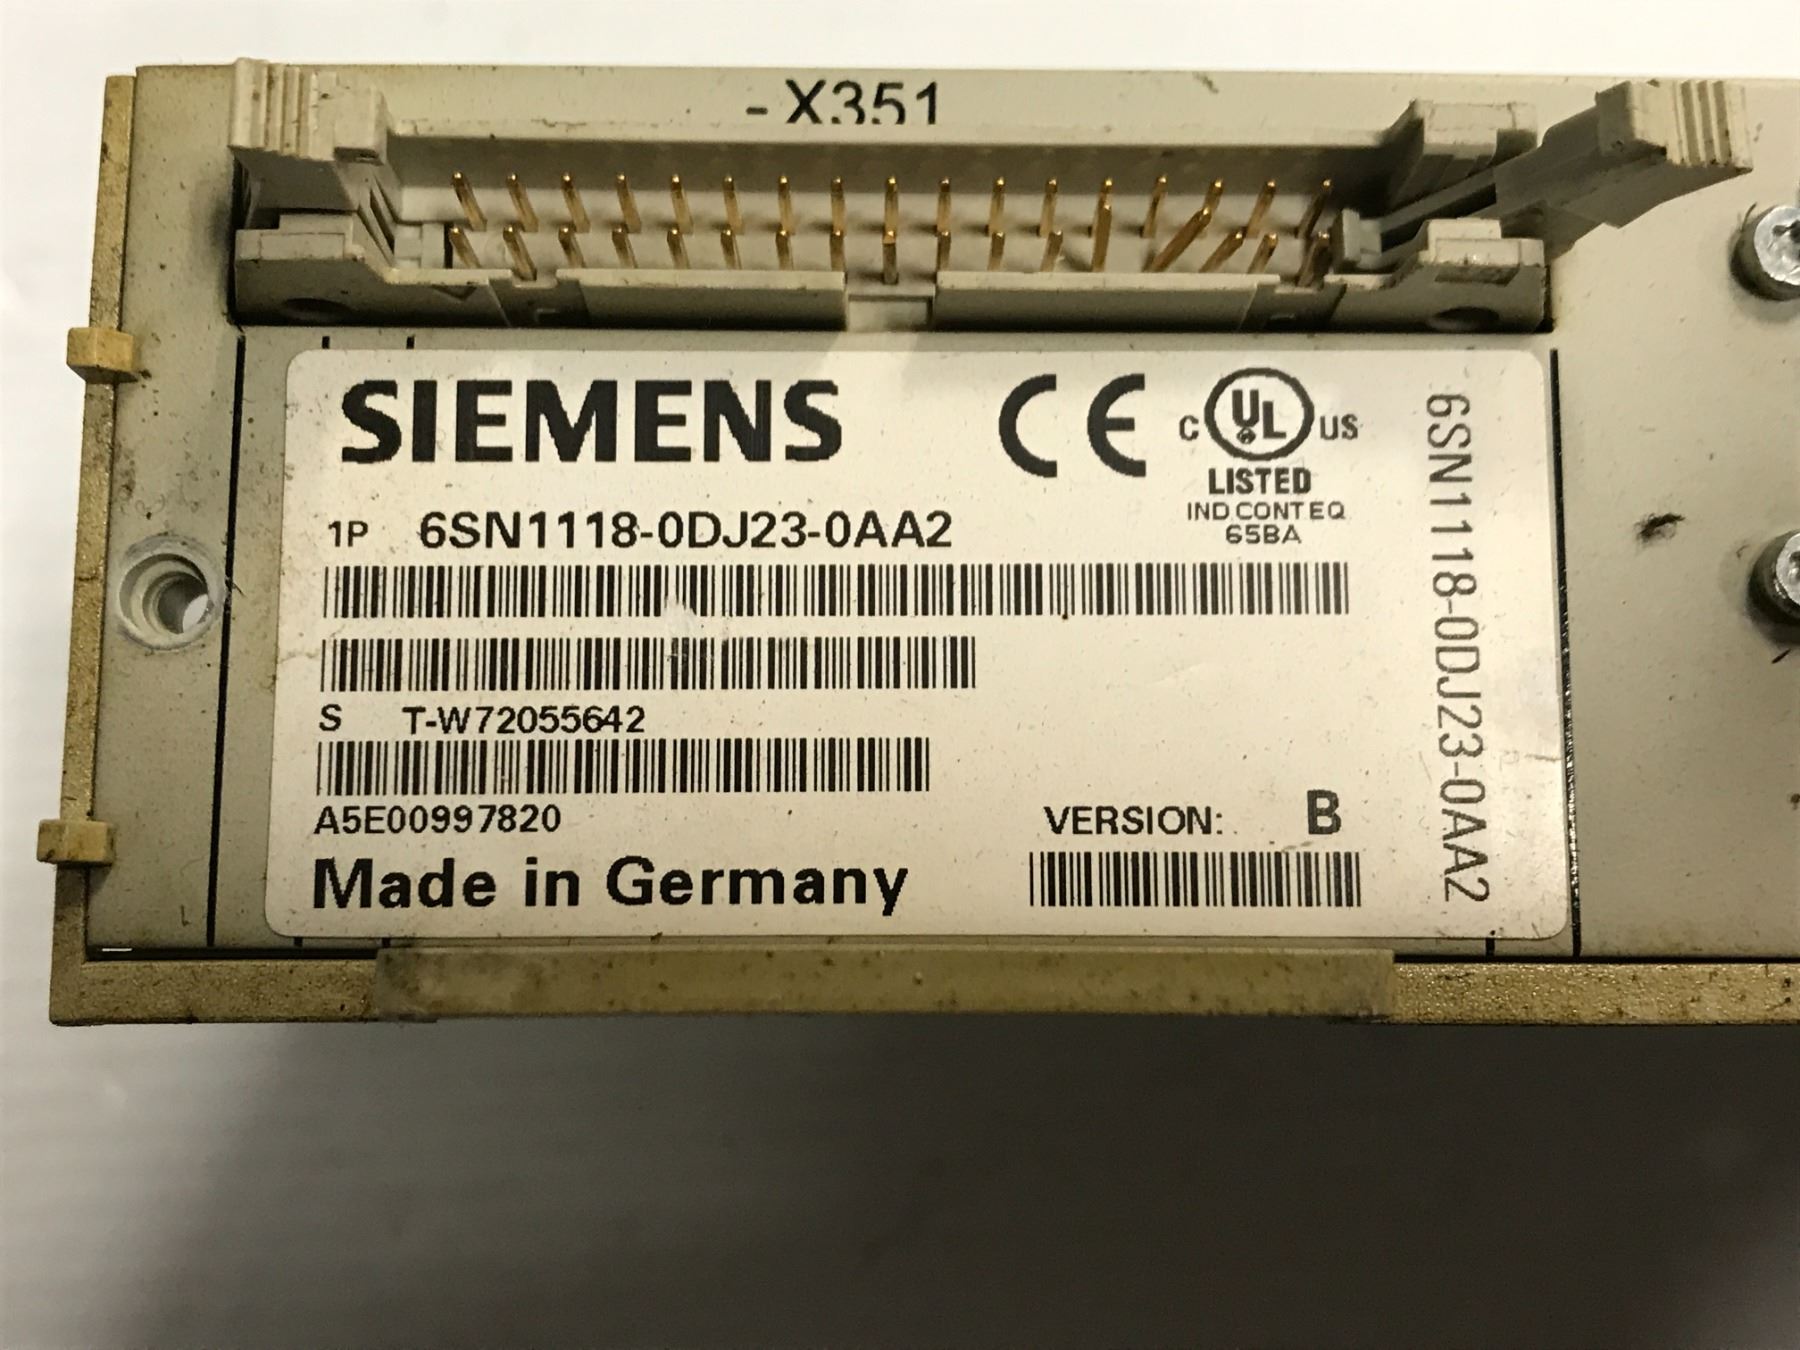 -X351
SIEMENS
CE
C UL US
LISTED
IND CONT EQ
65BA
1P 6SN1118-0DJ23-0AA2
S T-W72055642
A5E00997820
VERSION: B
Made in Germany
6SN1118-0DJ23-0AA2